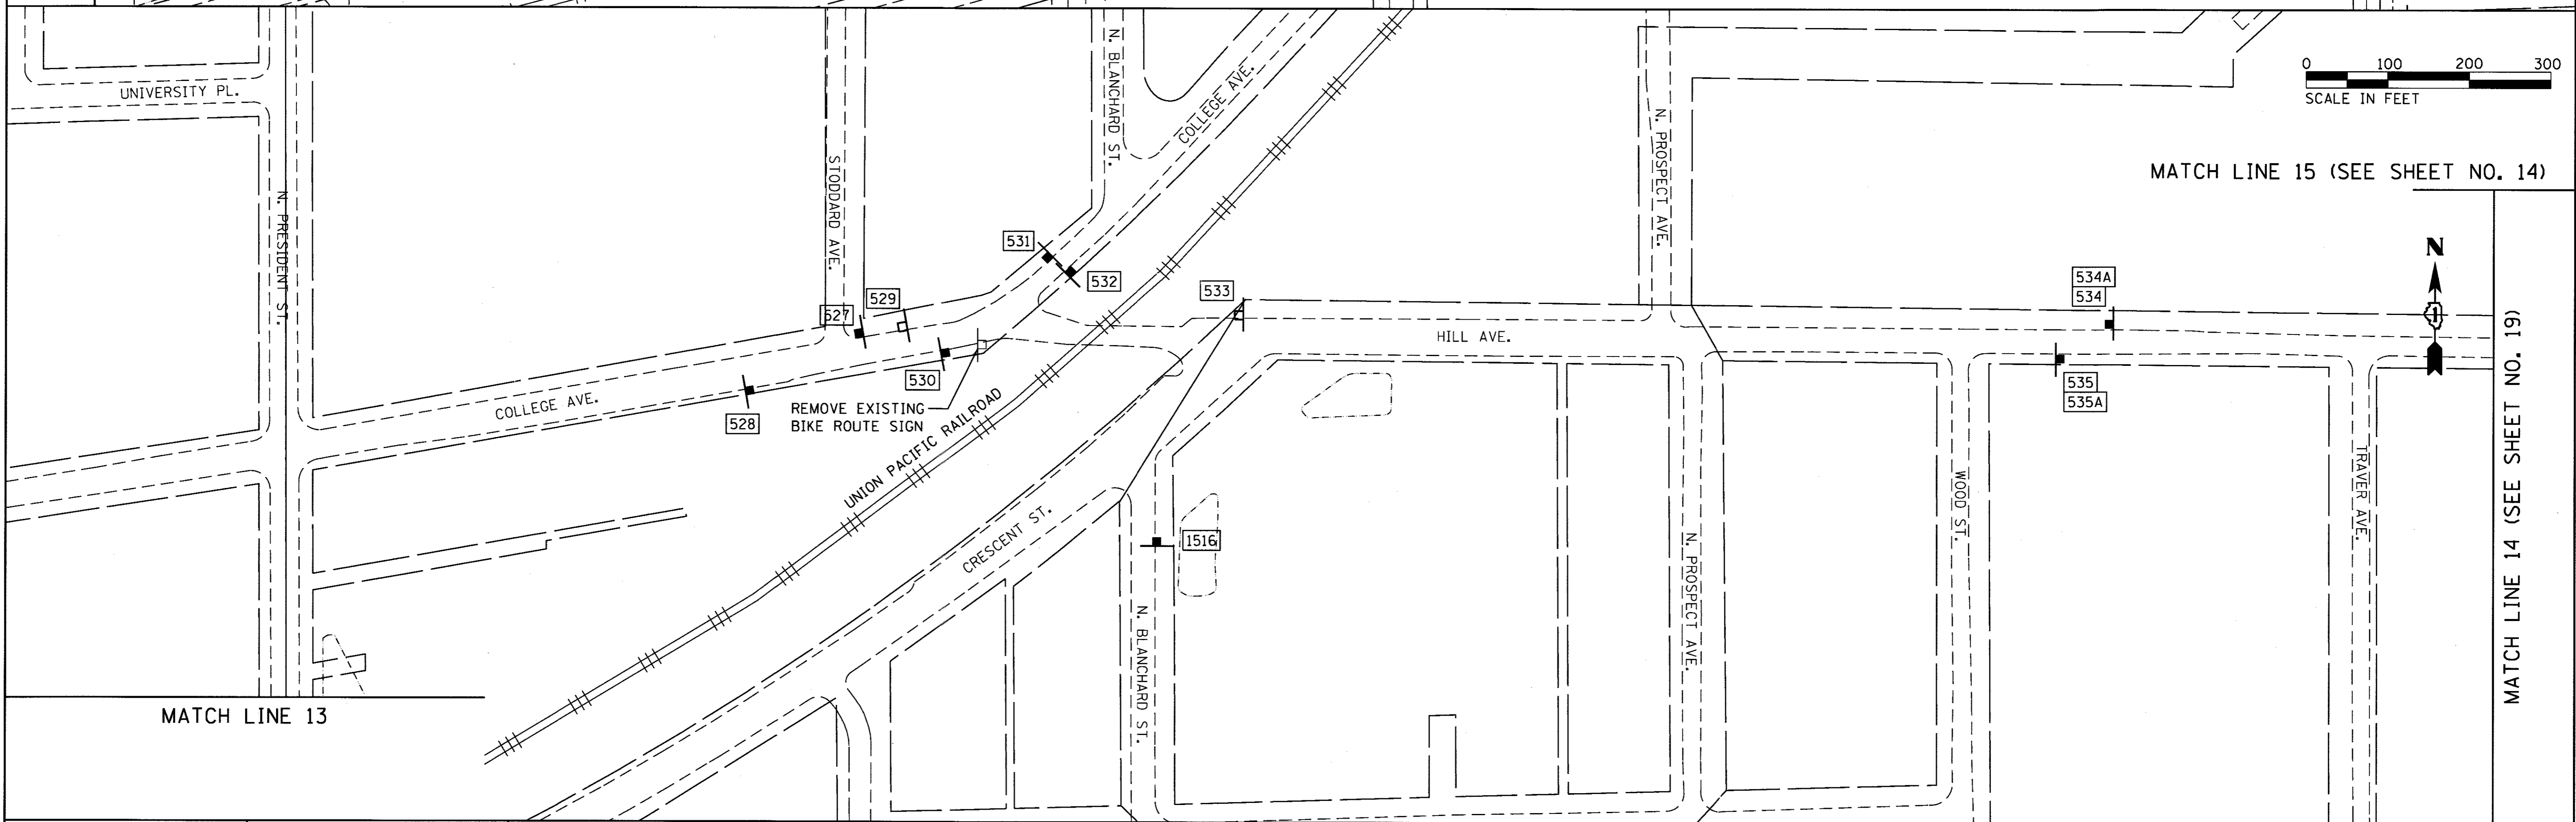 UNIVERSITY PL.
N. PRESIDENT ST.
STODDARD AVE.
N. BLANCHARD ST.
COLLEGE AVE.
N. PROSPECT AVE.
0 100 200 300
SCALE IN FEET
MATCH LINE 15 (SEE SHEET NO. 14)
N
1
531
532
533
529
527
530
528
534A
534
535
535A
HILL AVE.
COLLEGE AVE.
REMOVE EXISTING
BIKE ROUTE SIGN
UNION PACIFIC RAILROAD
CRESCENT ST.
1516
N. BLANCHARD ST.
N. PROSPECT AVE.
WOOD ST.
TRAVER AVE.
MATCH LINE 14 (SEE SHEET NO. 19)
MATCH LINE 13